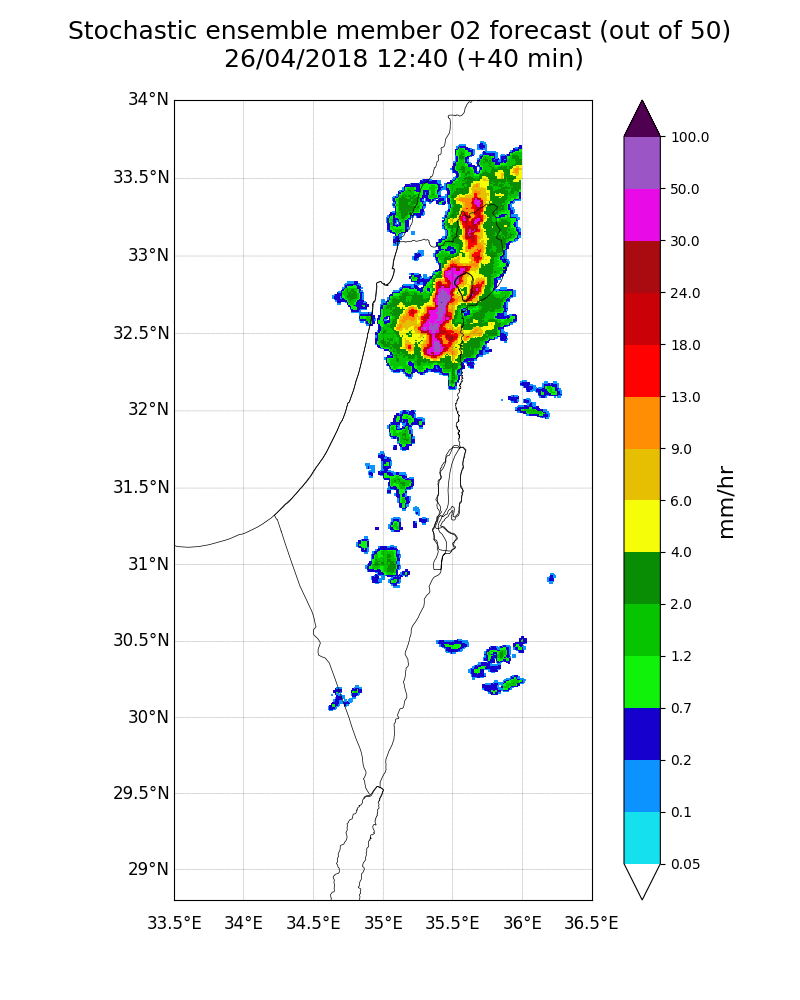 Stochastic ensemble member 02 forecast (out of 50)
26/04/2018 12:40 (+40 min)
34°N
33.5°N
33°N
32.5°N
32°N
31.5°N
31°N
30.5°N
30°N
29.5°N
29°N
33.5°E
34°E
34.5°E
35°E
35.5°E
36°E
36.5°E
100.0
50.0
30.0
24.0
18.0
13.0
9.0
6.0
4.0
2.0
1.2
0.7
0.2
0.1
0.05
mm/hr